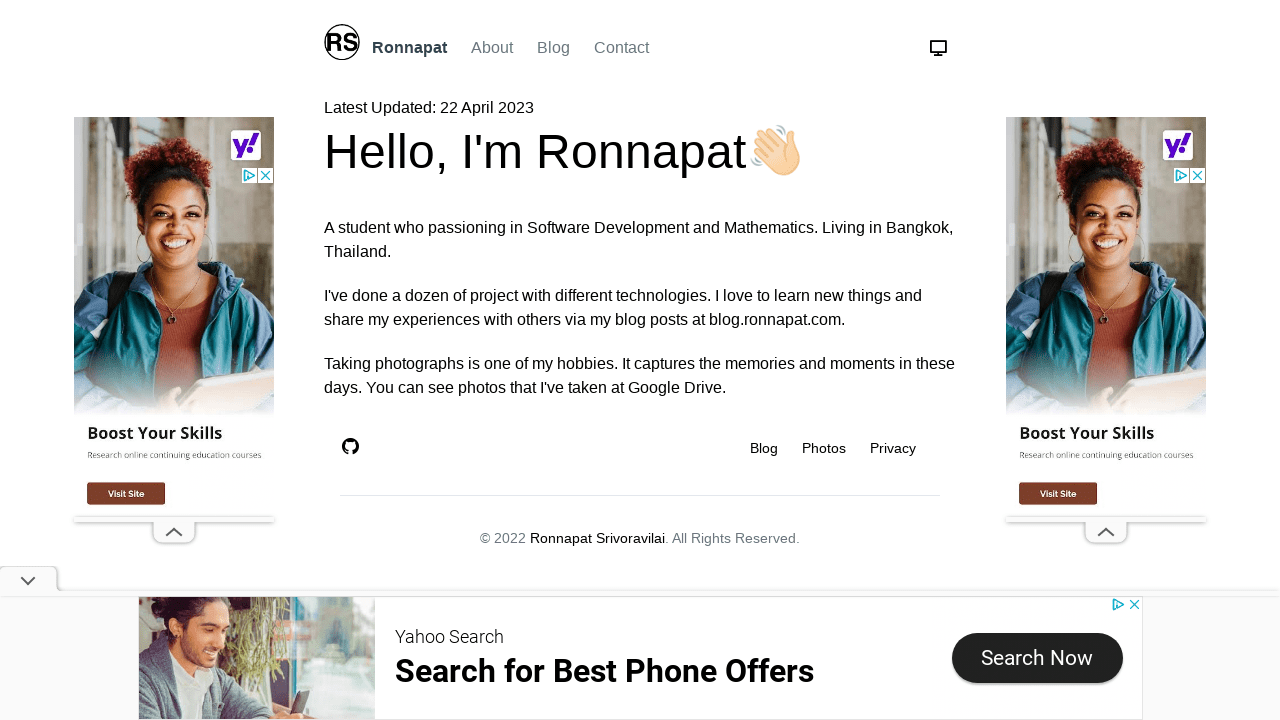 RS Ronnapat About Blog Contact
Latest Updated: 22 April 2023
Hello, I'm Ronnapat👋🏼
A student who passioning in Software Development and Mathematics. Living in Bangkok,
Thailand.
I've done a dozen of project with different technologies. I love to learn new things and
share my experiences with others via my blog posts at blog.ronnapat.com.
Taking photographs is one of my hobbies. It captures the memories and moments in these
days. You can see photos that I've taken at Google Drive.
Blog Photos Privacy
© 2022 Ronnapat Srivoravilai. All Rights Reserved.
y!
Boost Your Skills
Research online continuing education courses
Visit Site
y!
Boost Your Skills
Research online continuing education courses
Visit Site
Yahoo Search
Search for Best Phone Offers
Search Now